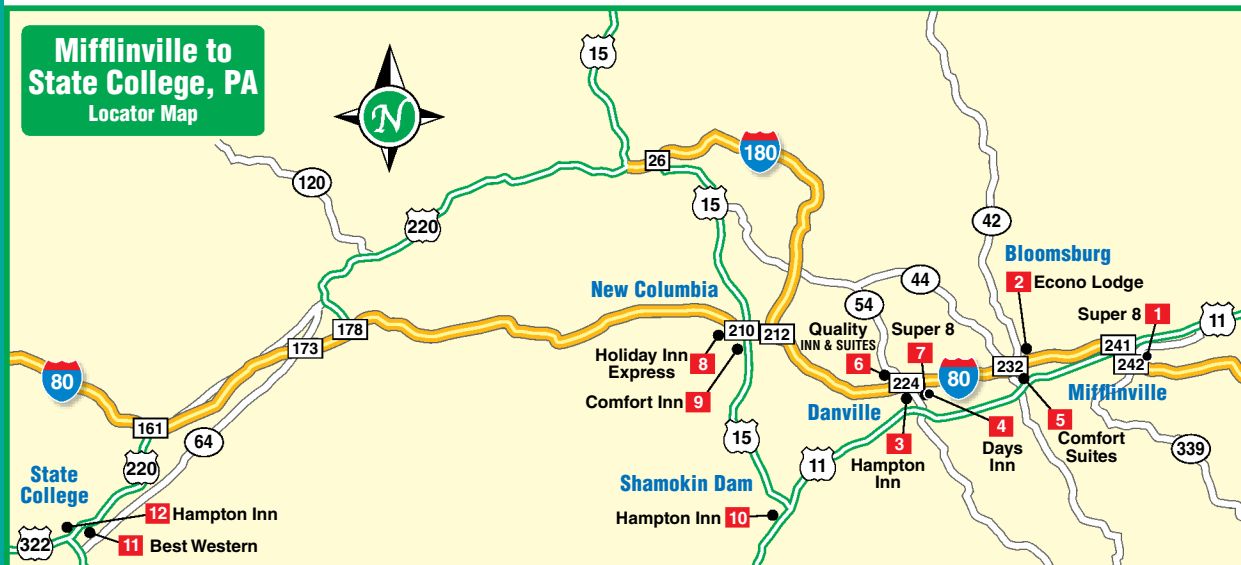 Mifflinville to
State College, PA
Locator Map
N
15
120
220
26
180
15
42
Bloomsburg
2 Econo Lodge
44
54
New Columbia
Super 8 1
11
178
173
210
212
Quality
INN & SUITES
6
Super 8
7
241
242
232
224
80
80
Holiday Inn
Express
8
Comfort Inn 9
Mifflinville
Danville
3
Hampton
Inn
4
Days
Inn
5
Comfort
Suites
339
161
64
220
15
11
State
College
Shamokin Dam
12 Hampton Inn
Hampton Inn 10
322
11 Best Western